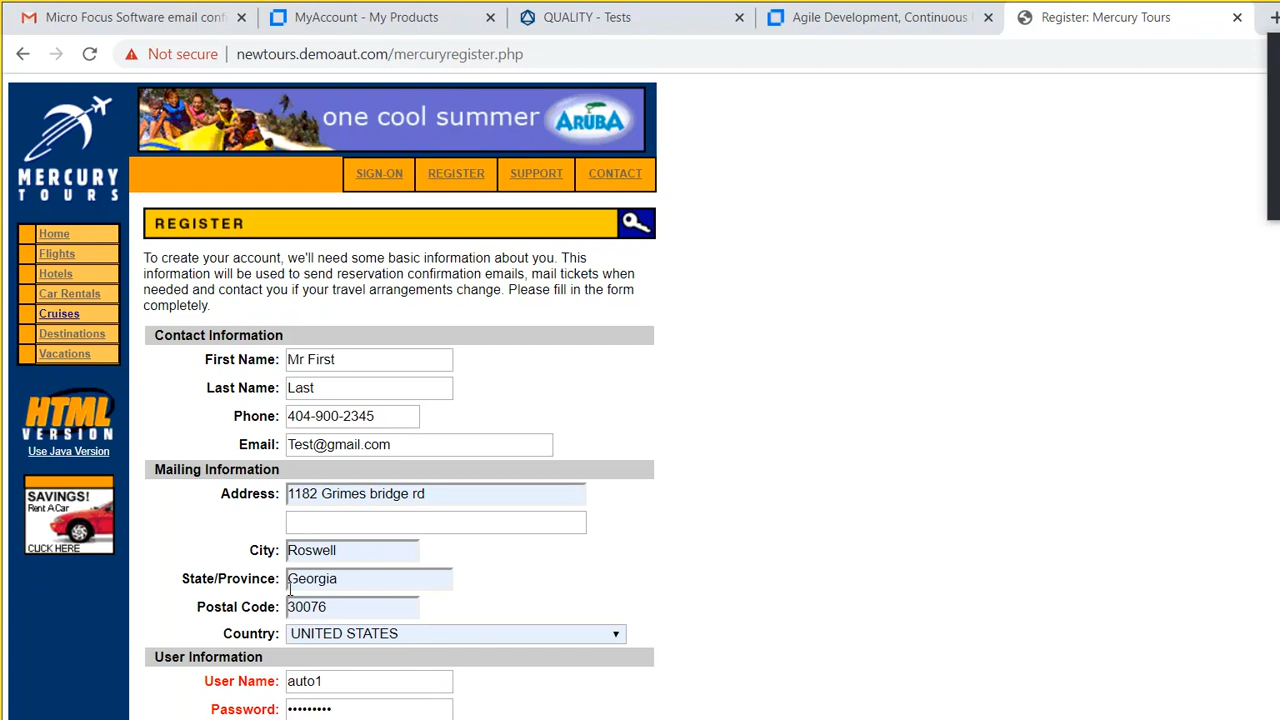 Micro Focus Software email conf
MyAccount - My Products
QUALITY - Tests
Agile Development, Continuous
Register: Mercury Tours
Not secure
newtours.demoaut.com/mercuryregister.php
one cool summer
ARUBA
MERCURY
TOURS
SIGN-ON
REGISTER
SUPPORT
CONTACT
REGISTER
Home
Flights
Hotels
Car Rentals
Cruises
Destinations
Vacations
HTML
VERSION
Use Java Version
SAVINGS!
Rent A Car
CLICK HERE
To create your account, we'll need some basic information about you. This
information will be used to send reservation confirmation emails, mail tickets when
needed and contact you if your travel arrangements change. Please fill in the form
completely.
Contact Information
First Name: Mr First
Last Name: Last
Phone: 404-900-2345
Email: Test@gmail.com
Mailing Information
Address: 1182 Grimes bridge rd
City: Roswell
State/Province: Georgia
Postal Code: 30076
Country: UNITED STATES
User Information
User Name: auto1
Password: •••••••••